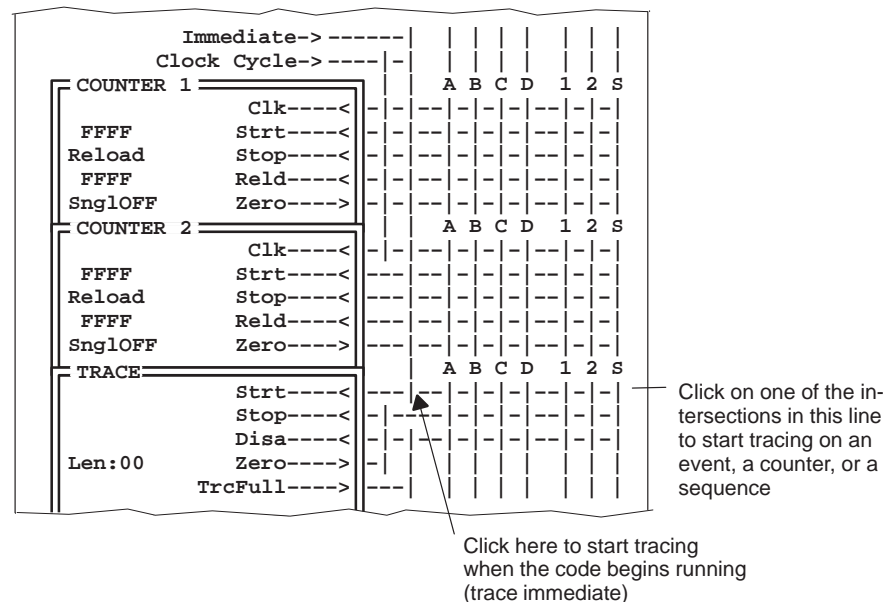 Immediate-> ------| | | | | | | |
Clock Cycle-> ----|-| | | | | | | |
COUNTER 1 A B C D 1 2 S
Clk----< |-|-|--|-|-|-|--|-|-|
FFFF Strt----< |-|-|--|-|-|-|--|-|-|
Reload Stop----< |-|-|--|-|-|-|--|-|-|
FFFF Reld----< |-|-|--|-|-|-|--|-|-|
SnglOFF Zero----> |-|-|--|-|-|-|--|-|-|
COUNTER 2 A B C D 1 2 S
Clk----< |-|-|--|-|-|-|--|-|-|
FFFF Strt----< |---|--|-|-|-|--|-|-|
Reload Stop----< |---|--|-|-|-|--|-|-|
FFFF Reld----< |---|--|-|-|-|--|-|-|
SnglOFF Zero----> |---|--|-|-|-|--|-|-|
TRACE A B C D 1 2 S
Strt----< |---|--|-|-|-|--|-|-|
Stop----< |-|----|-|-|-|--|-|-|
Disa----< |-|-|--|-|-|-|--|-|-|
Len:00 Zero----> |-| | | | | | | | |
TrcFull----> |---| | | | | | | |
Click on one of the in-
tersections in this line
to start tracing on an
event, a counter, or a
sequence
Click here to start tracing
when the code begins running
(trace immediate)